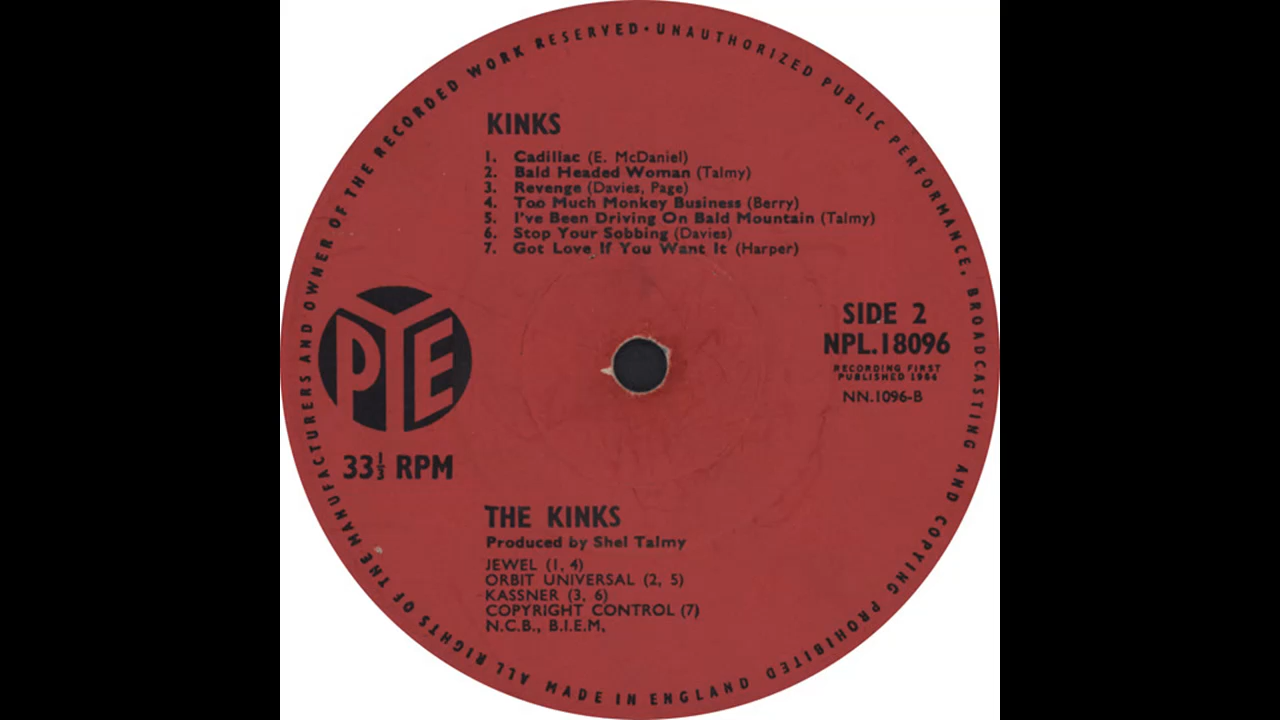 ALL RIGHTS OF THE MANUFACTURERS AND OWNER OF THE RECORDED WORK RESERVED · UNAUTHORIZED PUBLIC PERFORMANCE, BROADCASTING AND COPYING PROHIBITED
KINKS
1. Cadillac (E. McDaniel)
2. Bald Headed Woman (Talmy)
3. Revenge (Davies, Page)
4. Too Much Monkey Business (Berry)
5. I've Been Driving On Bald Mountain (Talmy)
6. Stop Your Sobbing (Davies)
7. Got Love If You Want It (Harper)
PYE
33⅓ RPM
SIDE 2
NPL.18096
RECORDING FIRST
PUBLISHED 1964
NN.1096-B
THE KINKS
Produced by Shel Talmy
JEWEL (1, 4)
ORBIT UNIVERSAL (2, 5)
KASSNER (3, 6)
COPYRIGHT CONTROL (7)
N.C.B., B.I.E.M,
MADE IN ENGLAND